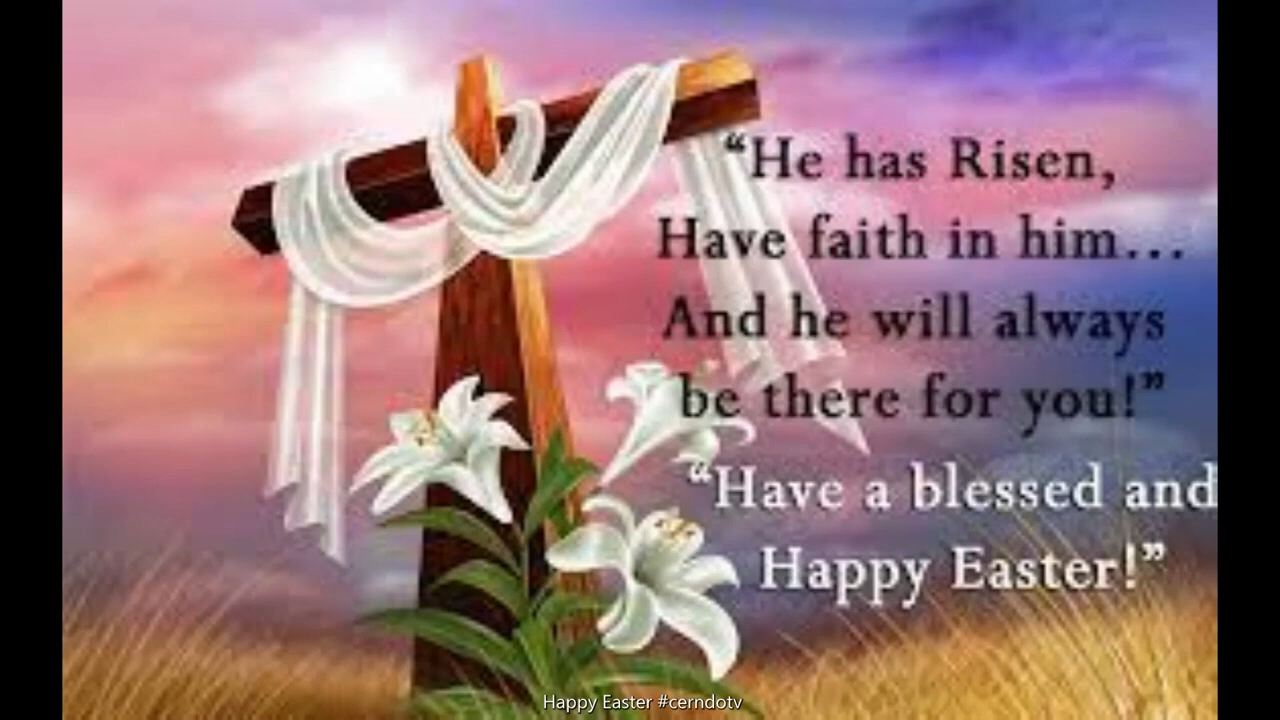 “He has Risen,
Have faith in him...
And he will always
be there for you!”
“Have a blessed and
Happy Easter!”
Happy Easter #cerndotv